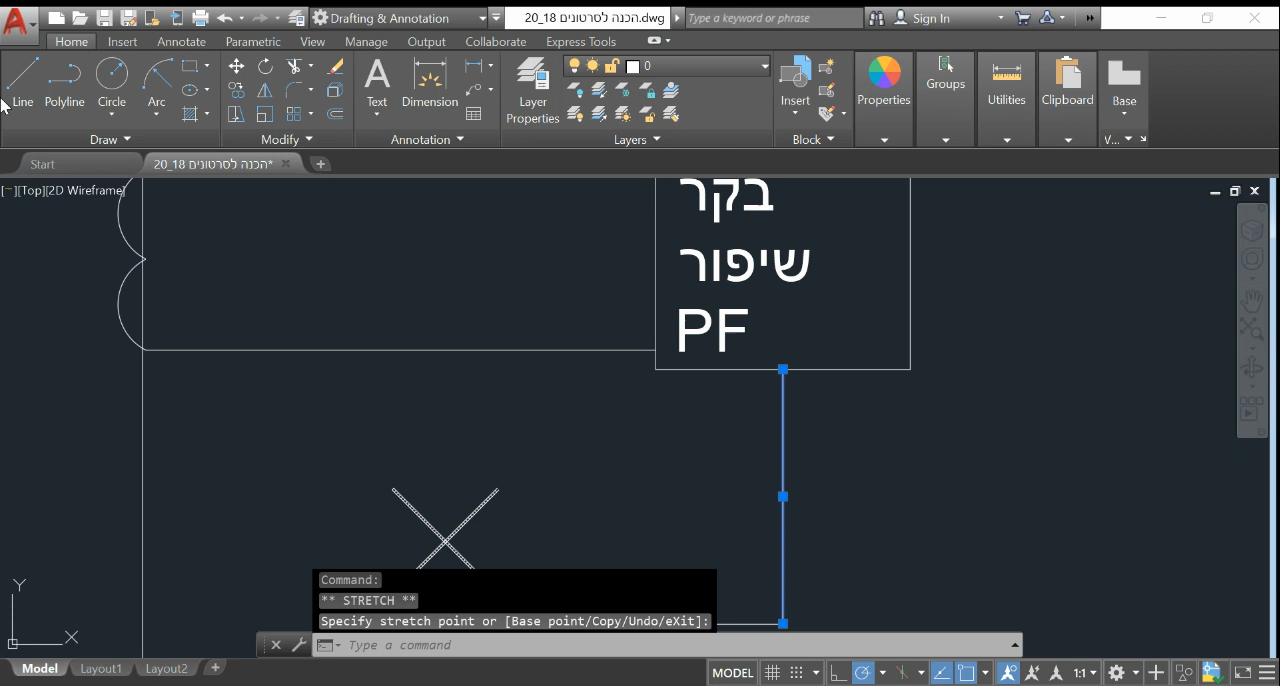 Drafting & Annotation
הכנה לסרטונים 20_18.dwg
Type a keyword or phrase
Sign In
Home Insert Annotate Parametric View Manage Output Collaborate Express Tools
Line Polyline Circle Arc
Text Dimension
Layer Properties
0
Insert
Properties Groups Utilities Clipboard Base
Draw Modify Annotation Layers Block V...
Start
הכנה לסרטונים 20_18*
[−][Top][2D Wireframe]
בקר
שיפור
PF
Y
X
Command:
** STRETCH **
Specify stretch point or [Base point/Copy/Undo/eXit]:
Type a command
Model Layout1 Layout2
MODEL
1:1